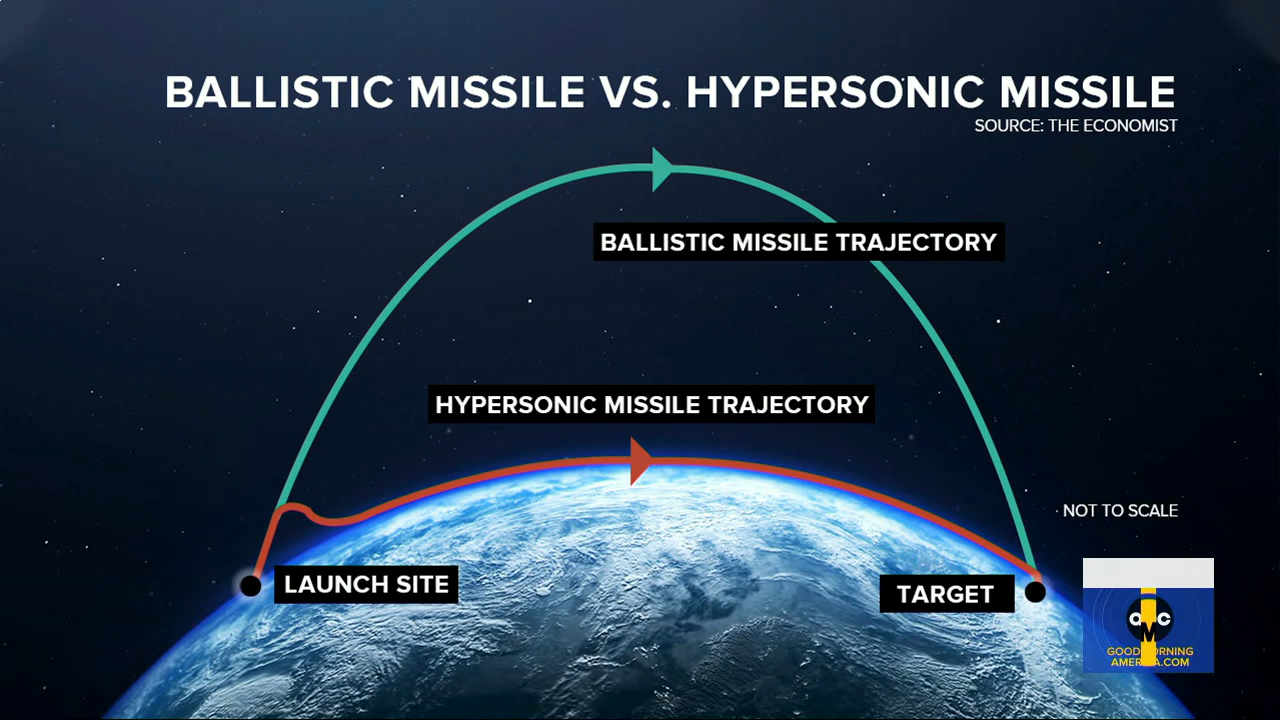 BALLISTIC MISSILE VS. HYPERSONIC MISSILE
SOURCE: THE ECONOMIST
BALLISTIC MISSILE TRAJECTORY
HYPERSONIC MISSILE TRAJECTORY
NOT TO SCALE
LAUNCH SITE
TARGET